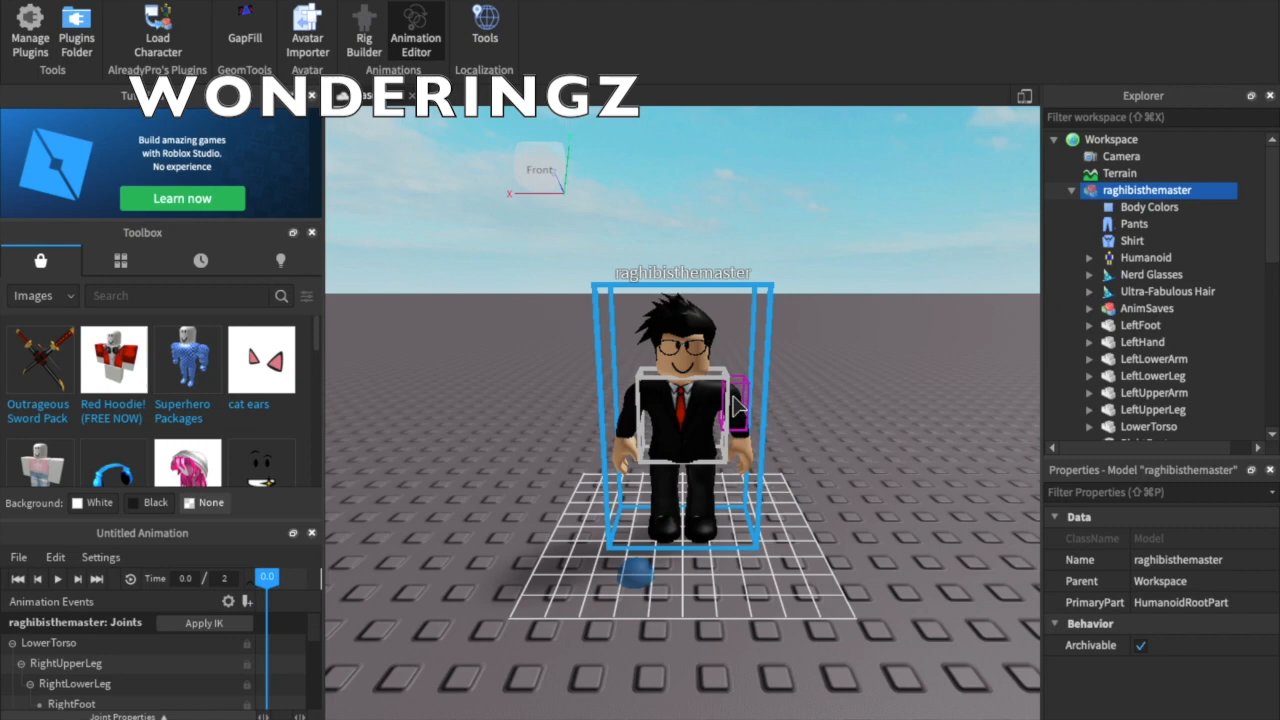 Manage Plugins
Plugins Folder
Load Character
GapFill
Avatar Importer
Rig Builder
Animation Editor
Tools
Tools
AlreadyPro's Plugins
GeomTools
Avatar
Animations
Localization
WONDERINGZ
Build amazing games
with Roblox Studio.
No experience
Learn now
Toolbox
Images
Search
Outrageous Sword Pack
Red Hoodie! (FREE NOW)
Superhero Packages
cat ears
Background: White Black None
Untitled Animation
File Edit Settings
Time 0.0 / 2
0.0
Animation Events
raghibisthemaster: Joints Apply IK
LowerTorso
RightUpperLeg
RightLowerLeg
RightFoot
Joint Properties
Front
X
raghibisthemaster
Explorer
Filter workspace (⇧⌘X)
Workspace
Camera
Terrain
raghibisthemaster
Body Colors
Pants
Shirt
Humanoid
Nerd Glasses
Ultra-Fabulous Hair
AnimSaves
LeftFoot
LeftHand
LeftLowerArm
LeftLowerLeg
LeftUpperArm
LeftUpperLeg
LowerTorso
Properties - Model "raghibisthemaster"
Filter Properties (⇧⌘P)
Data
ClassName Model
Name raghibisthemaster
Parent Workspace
PrimaryPart HumanoidRootPart
Behavior
Archivable